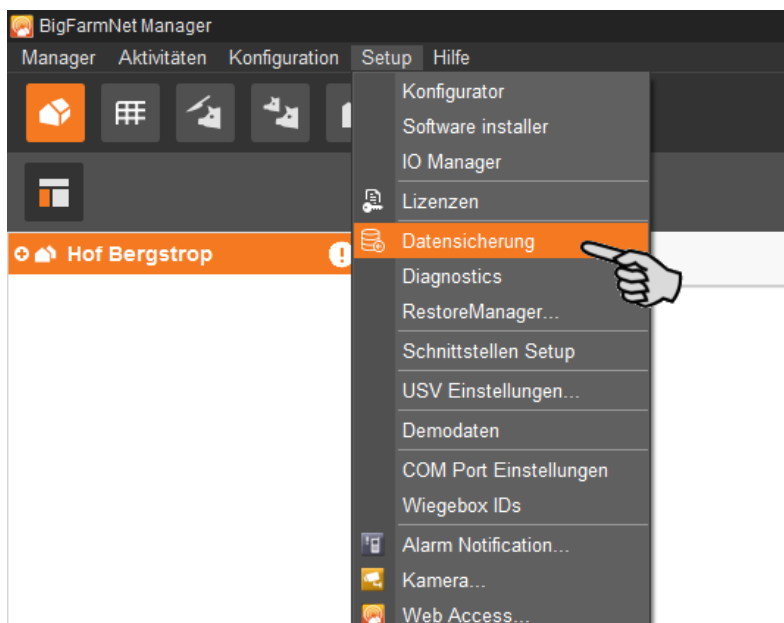 BigFarmNet Manager
Manager Aktivitäten Konfiguration Setup Hilfe
Konfigurator
Software installer
IO Manager
Lizenzen
Datensicherung
Hof Bergstrop
Diagnostics
RestoreManager...
Schnittstellen Setup
USV Einstellungen...
Demodaten
COM Port Einstellungen
Wiegebox IDs
Alarm Notification...
Kamera...
Web Access...